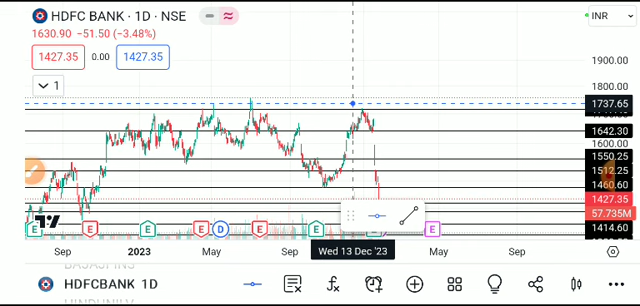 HDFC BANK · 1D · NSE
INR
1630.90 −51.50 (−3.48%)
1427.35 0.00 1427.35
1
1900.00
1800.00
1737.65
1642.30
1600.00
1550.25
1512.25
1460.60
1427.35
57.735M
1414.60
E E E E D E E E
Sep 2023 May Sep Wed 13 Dec '23 May Sep
HDFCBANK 1D